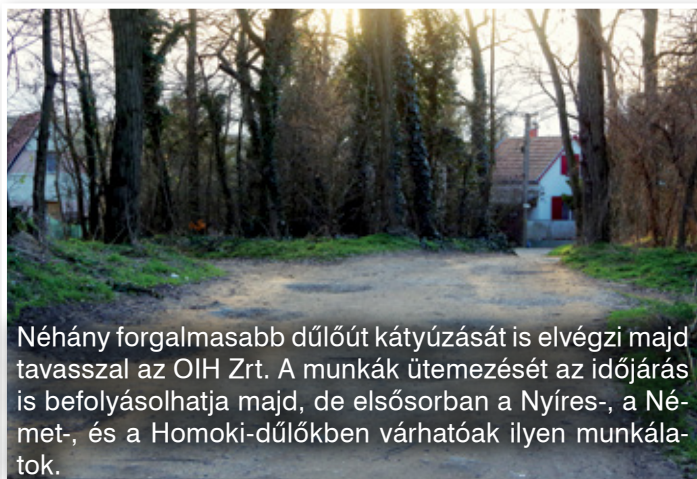 Néhány forgalmasabb dűlőút kátyúzását is elvégzi majd
tavasszal az OIH Zrt. A munkák ütemezését az időjárás
is befolyásolhatja majd, de elsősorban a Nyíres-, a Né-
met-, és a Homoki-dűlőkben várhatóak ilyen munkála-
tok.